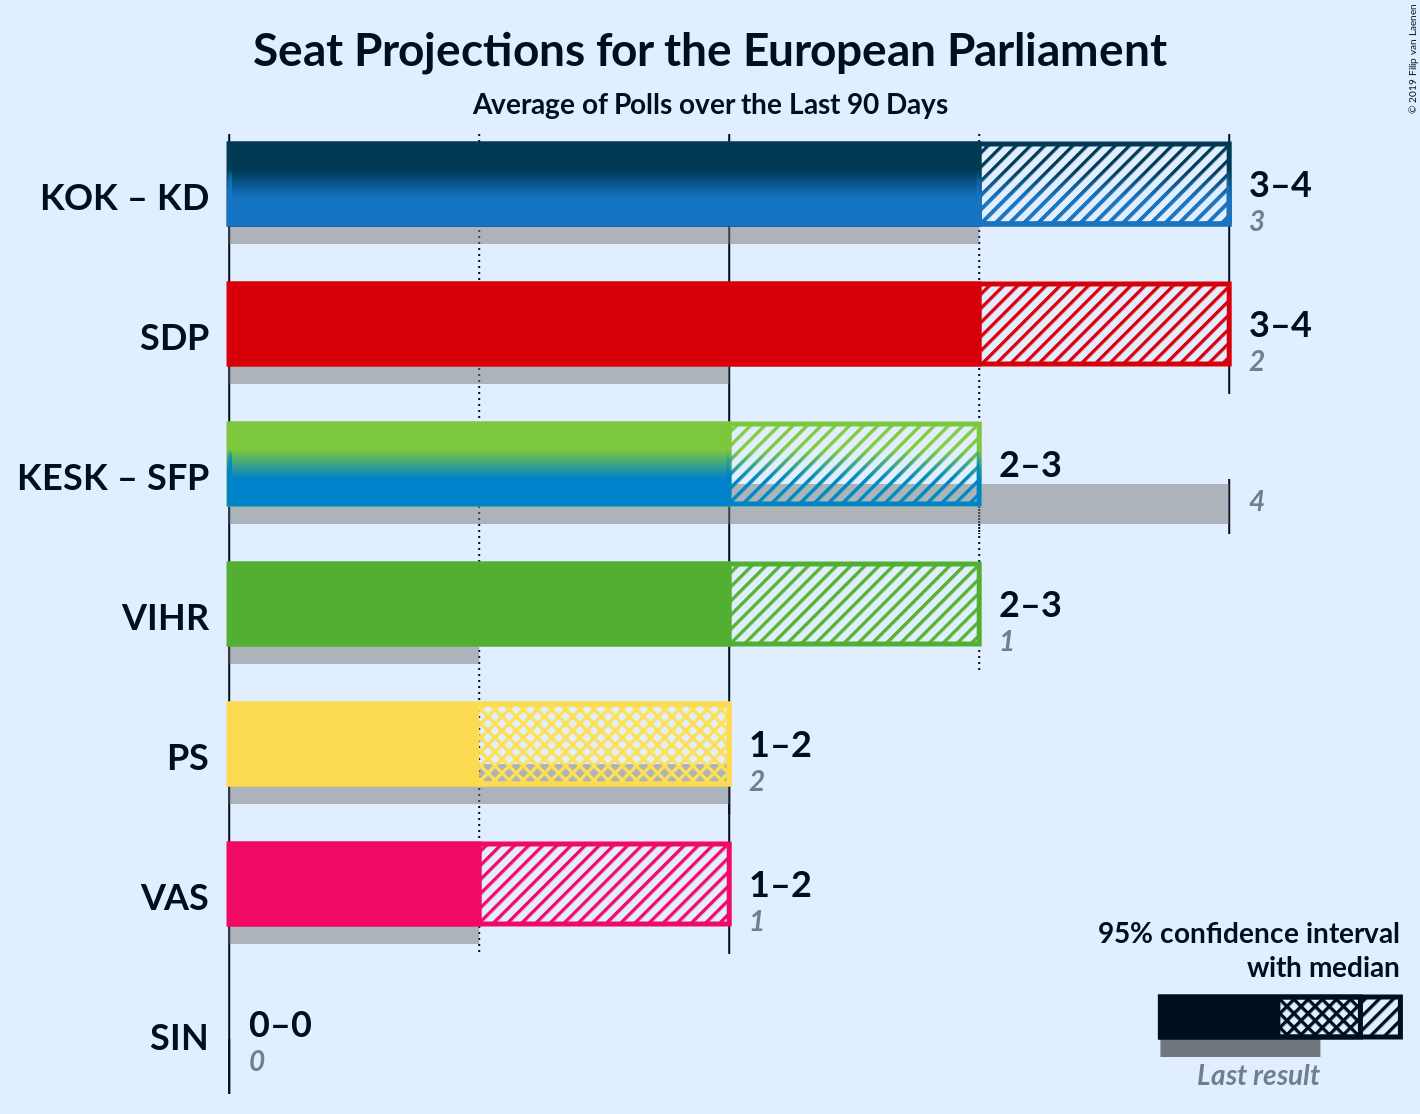 Seat Projections for the European Parliament
Average of Polls over the Last 90 Days
© 2019 Filip van Laenen
KOK – KD
3–4
3
SDP
3–4
2
KESK – SFP
2–3
4
VIHR
2–3
1
PS
1–2
2
VAS
1–2
1
SIN
0–0
0
95% confidence interval
with median
Last result